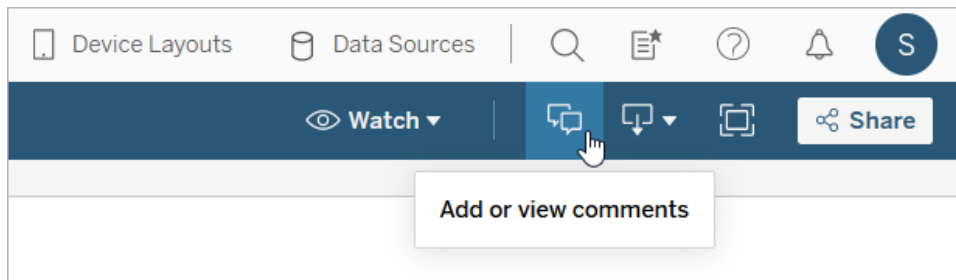 Device Layouts Data Sources S
Watch Share
Add or view comments